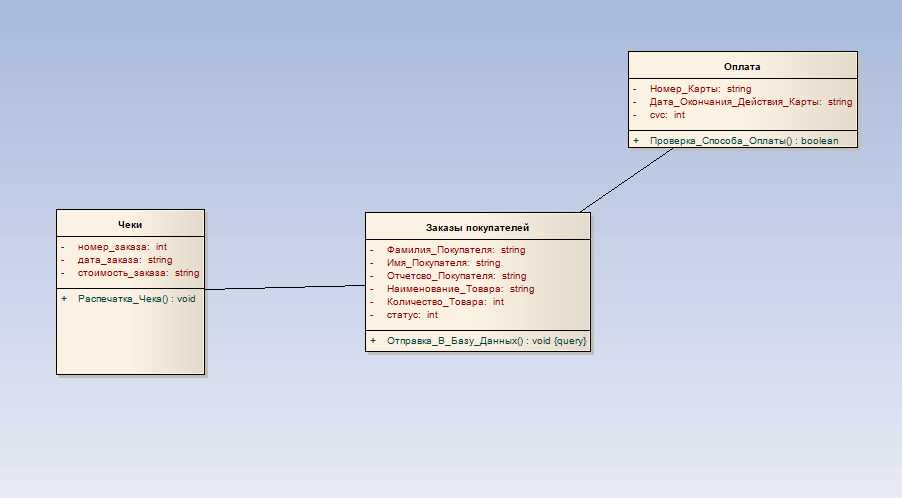 Оплата
- Номер_Карты: string
- Дата_Окончания_Действия_Карты: string
- cvc: int
+ Проверка_Способа_Оплаты() : boolean
Чеки
- номер_заказа: int
- дата_заказа: string
- стоимость_заказа: string
+ Распечатка_Чека() : void
Заказы покупателей
- Фамилия_Покупателя: string
- Имя_Покупателя: string
- Отчетсво_Покупателя: string
- Наименование_Товара: string
- Количество_Товара: int
- статус: int
+ Отправка_В_Базу_Данных() : void {query}